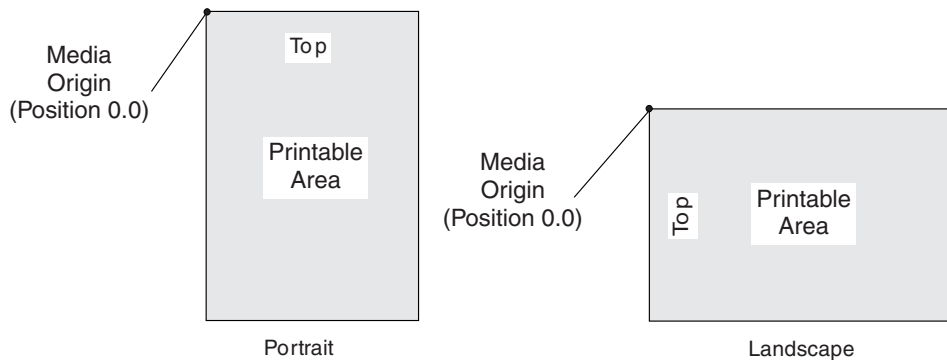 Media
Origin
(Position 0.0)
Top
Printable
Area
Portrait
Media
Origin
(Position 0.0)
Top
Printable
Area
Landscape